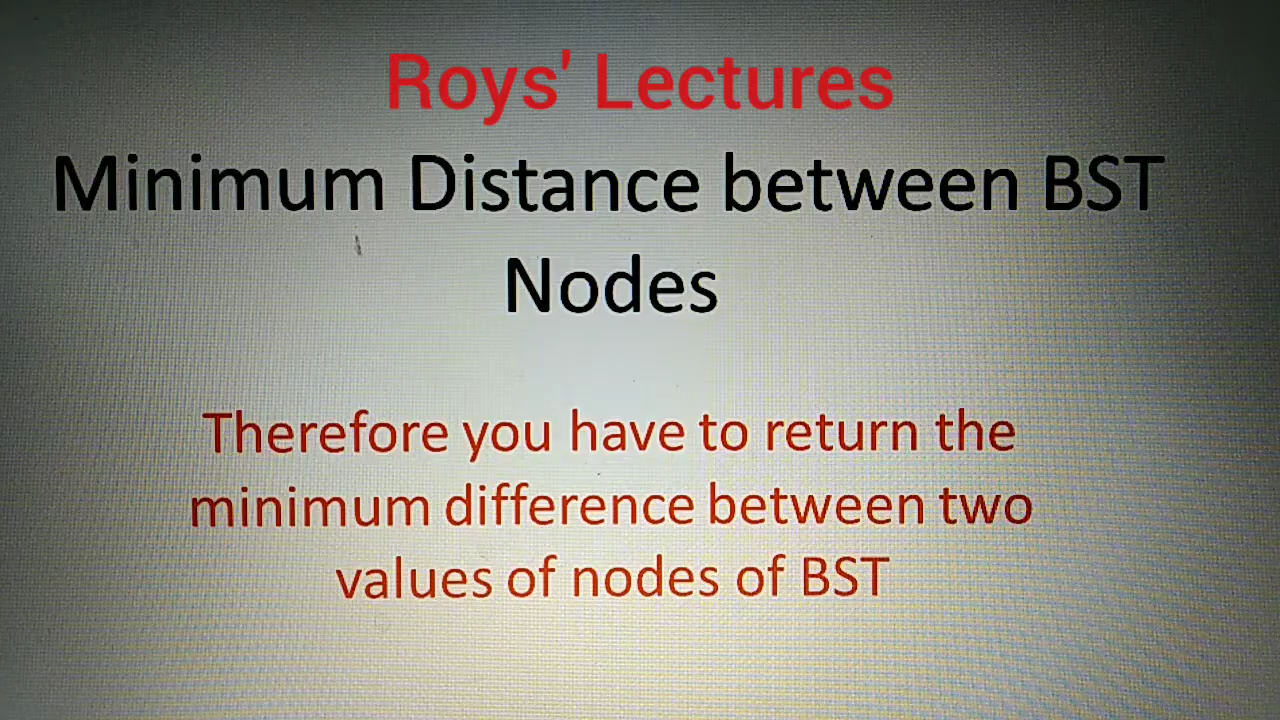 Roys' Lectures
Minimum Distance between BST
Nodes
Therefore you have to return the
minimum difference between two
values of nodes of BST